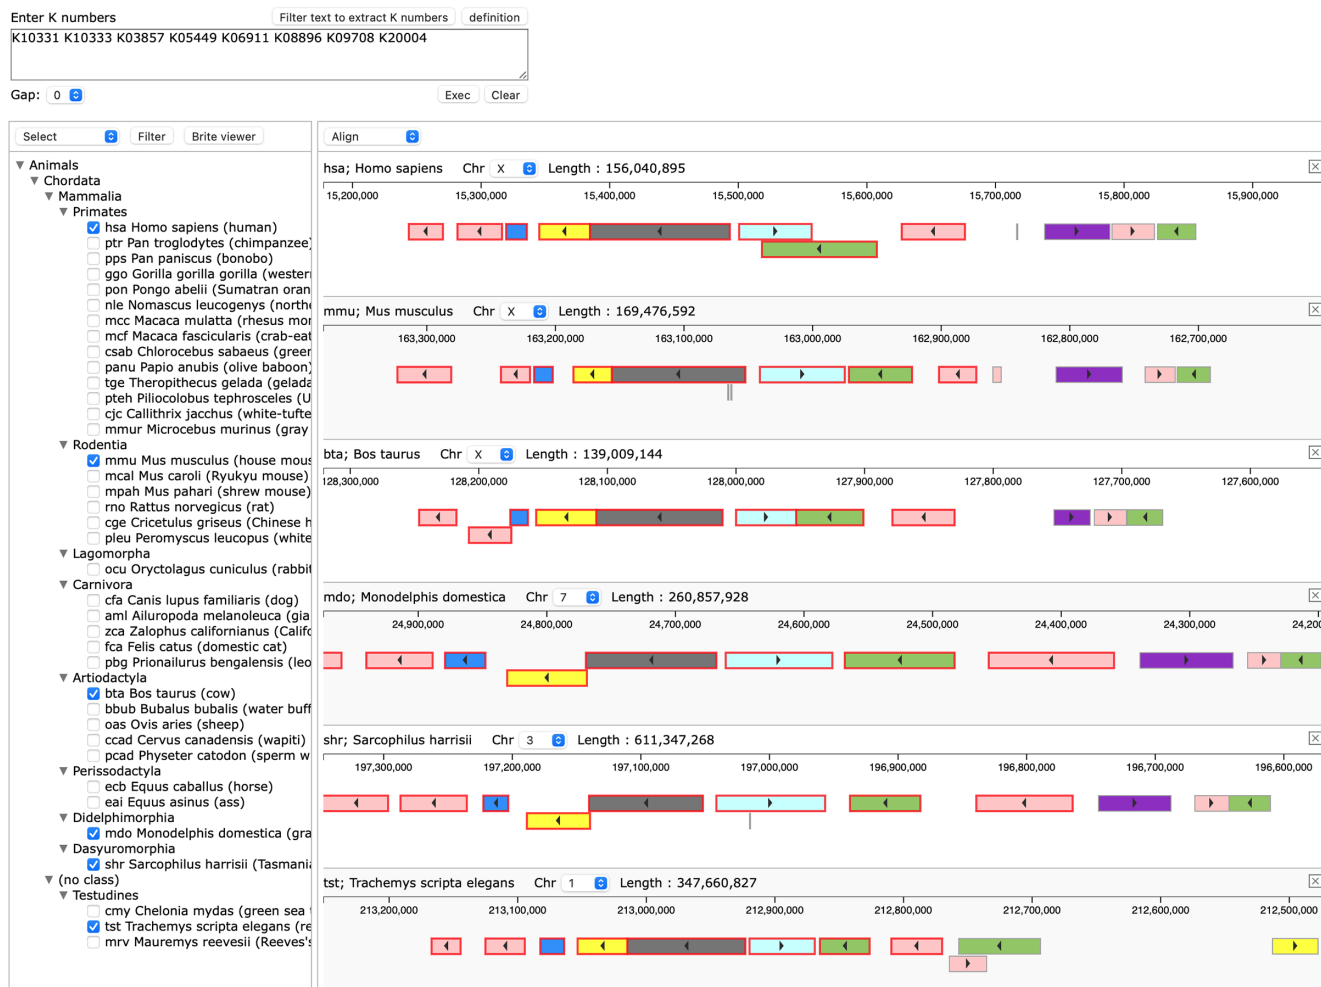 Enter K numbers Filter text to extract K numbers definition
K10331 K10333 K03857 K05449 K06911 K08896 K09708 K20004
Gap: 0 Exec Clear
Select Filter Brite viewer
Animals
Chordata
Mammalia
Primates
hsa Homo sapiens (human)
ptr Pan troglodytes (chimpanzee)
pps Pan paniscus (bonobo)
ggo Gorilla gorilla gorilla (wester
pon Pongo abelii (Sumatran oran
nle Nomascus leucogenys (north
mcc Macaca mulatta (rhesus mo
mcf Macaca fascicularis (crab-eat
csab Chlorocebus sabaeus (green
panu Papio anubis (olive baboon)
tge Theropithecus gelada (gelada
pteh Piliocolobus tephrosceles (U
cjc Callithrix jacchus (white-tufte
mmur Microcebus murinus (gray
Rodentia
mmu Mus musculus (house mous
mcal Mus caroli (Ryukyu mouse)
mpah Mus pahari (shrew mouse)
rno Rattus norvegicus (rat)
cge Cricetulus griseus (Chinese h
pleu Peromyscus leucopus (white
Lagomorpha
ocu Oryctolagus cuniculus (rabbit
Carnivora
cfa Canis lupus familiaris (dog)
aml Ailuropoda melanoleuca (gia
zca Zalophus californianus (Califo
fca Felis catus (domestic cat)
pbg Prionailurus bengalensis (leo
Artiodactyla
bta Bos taurus (cow)
bbub Bubalus bubalis (water buff
oas Ovis aries (sheep)
ccad Cervus canadensis (wapiti)
pcad Physeter catodon (sperm w
Perissodactyla
ecb Equus caballus (horse)
eai Equus asinus (ass)
Didelphimorphia
mdo Monodelphis domestica (gra
Dasyuromorphia
shr Sarcophilus harrisii (Tasmani
(no class)
Testudines
cmy Chelonia mydas (green sea
tst Trachemys scripta elegans (re
mrv Mauremys reevesii (Reeves's
Align
hsa; Homo sapiens Chr X Length : 156,040,895
15,200,000 15,300,000 15,400,000 15,500,000 15,600,000 15,700,000 15,800,000 15,900,000
mmu; Mus musculus Chr X Length : 169,476,592
163,300,000 163,200,000 163,100,000 163,000,000 162,900,000 162,800,000 162,700,000
bta; Bos taurus Chr X Length : 139,009,144
128,300,000 128,200,000 128,100,000 128,000,000 127,900,000 127,800,000 127,700,000 127,600,000
mdo; Monodelphis domestica Chr 7 Length : 260,857,928
24,900,000 24,800,000 24,700,000 24,600,000 24,500,000 24,400,000 24,300,000 24,200
shr; Sarcophilus harrisii Chr 3 Length : 611,347,268
197,300,000 197,200,000 197,100,000 197,000,000 196,900,000 196,800,000 196,700,000 196,600,000
tst; Trachemys scripta elegans Chr 1 Length : 347,660,827
213,200,000 213,100,000 213,000,000 212,900,000 212,800,000 212,700,000 212,600,000 212,500,000